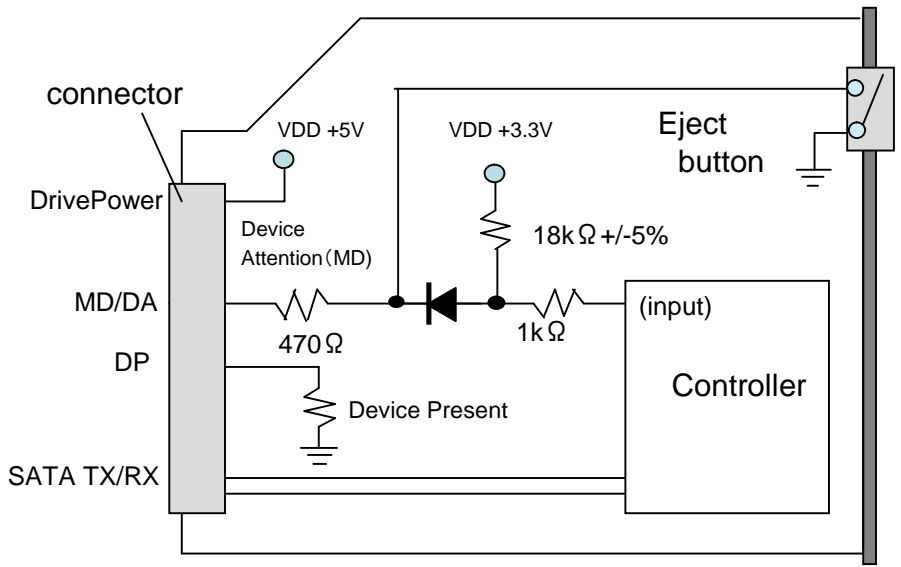 connector
VDD +5V
VDD +3.3V
Eject
button
DrivePower
Device
Attention（MD)
18kΩ+/-5%
MD/DA
470Ω
1kΩ
(input)
DP
Controller
Device Present
SATA TX/RX